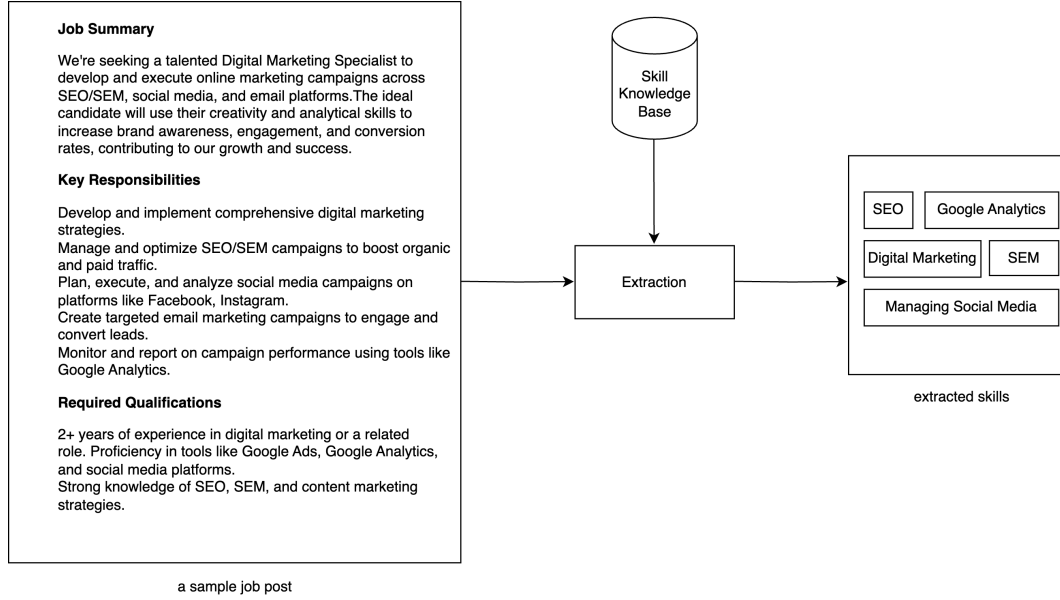 Job Summary
We're seeking a talented Digital Marketing Specialist to
develop and execute online marketing campaigns across
SEO/SEM, social media, and email platforms.The ideal
candidate will use their creativity and analytical skills to
increase brand awareness, engagement, and conversion
rates, contributing to our growth and success.
Key Responsibilities
Develop and implement comprehensive digital marketing
strategies.
Manage and optimize SEO/SEM campaigns to boost organic
and paid traffic.
Plan, execute, and analyze social media campaigns on
platforms like Facebook, Instagram.
Create targeted email marketing campaigns to engage and
convert leads.
Monitor and report on campaign performance using tools like
Google Analytics.
Required Qualifications
2+ years of experience in digital marketing or a related
role. Proficiency in tools like Google Ads, Google Analytics,
and social media platforms.
Strong knowledge of SEO, SEM, and content marketing
strategies.
a sample job post
Skill
Knowledge
Base
Extraction
SEO
Google Analytics
Digital Marketing
SEM
Managing Social Media
extracted skills